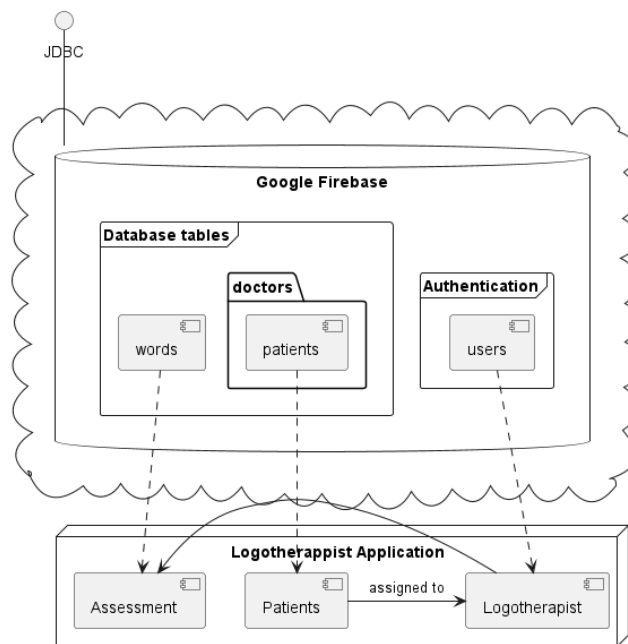 JDBC
Google Firebase
Database tables
doctors
Authentication
words
patients
users
Logotherappist Application
Assessment
Patients
assigned to
Logotherapist